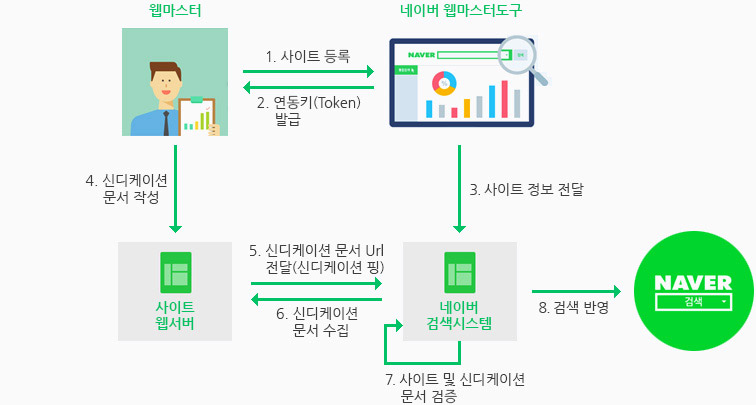 웹마스터
네이버 웹마스터도구
1. 사이트 등록
2. 연동키(Token)
발급
NAVER
4. 신디케이션
문서 작성
3. 사이트 정보 전달
5. 신디케이션 문서 Url
전달(신디케이션 핑)
6. 신디케이션
문서 수집
사이트
웹서버
네이버
검색시스템
8. 검색 반영
NAVER
검색
7. 사이트 및 신디케이션
문서 검증